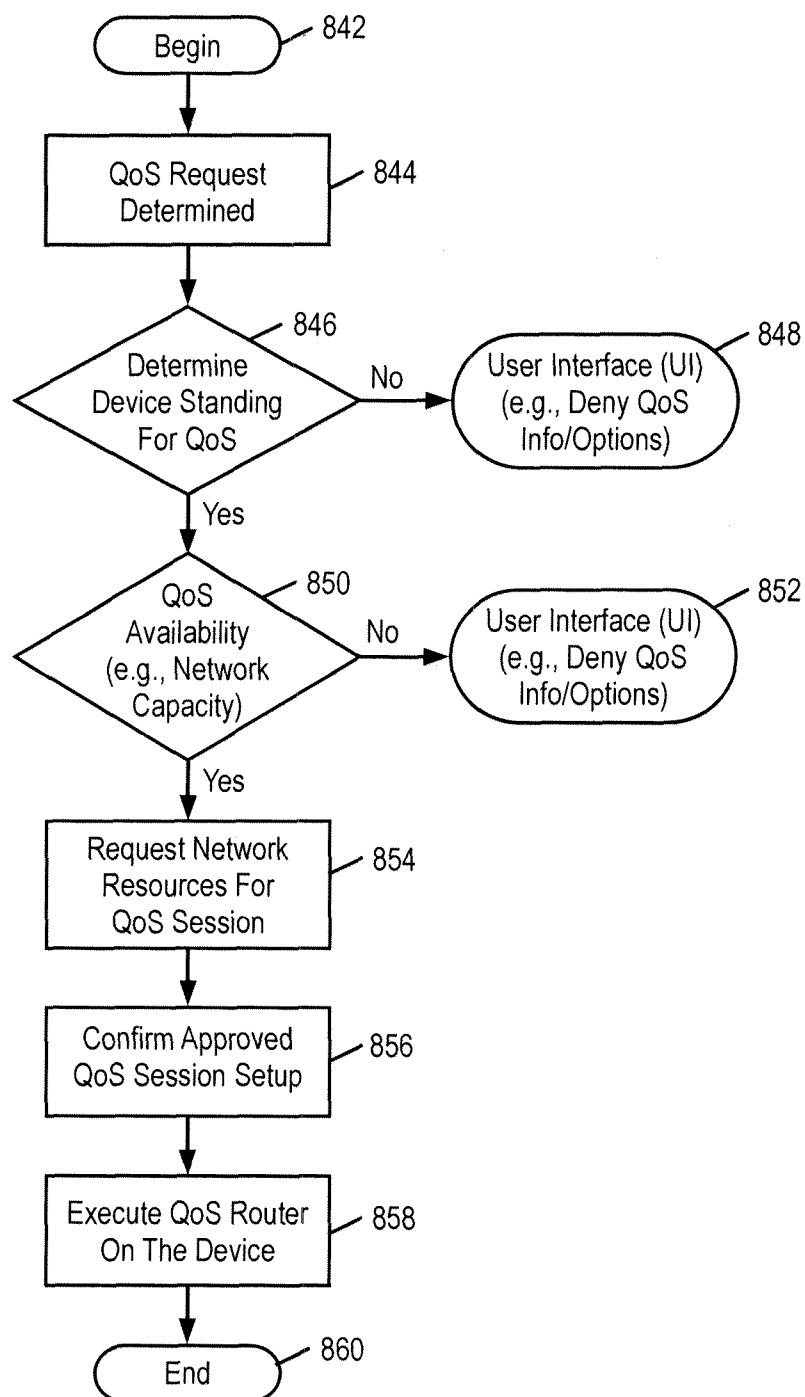 Begin
842
QoS Request
Determined
844
846
Determine
Device Standing
For QoS
No
848
User Interface (UI)
(e.g., Deny QoS
Info/Options)
Yes
850
QoS
Availability
(e.g., Network
Capacity)
No
852
User Interface (UI)
(e.g., Deny QoS
Info/Options)
Yes
Request Network
Resources For
QoS Session
854
Confirm Approved
QoS Session Setup
856
Execute QoS Router
On The Device
858
End
860